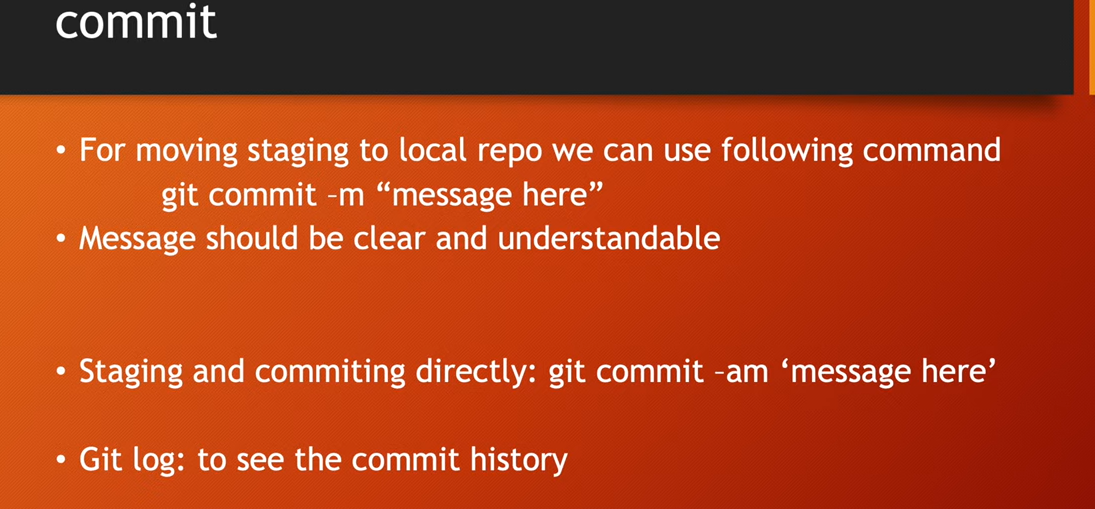 commit
• For moving staging to local repo we can use following command
git commit –m “message here”
• Message should be clear and understandable
• Staging and commiting directly: git commit –am ‘message here’
• Git log: to see the commit history